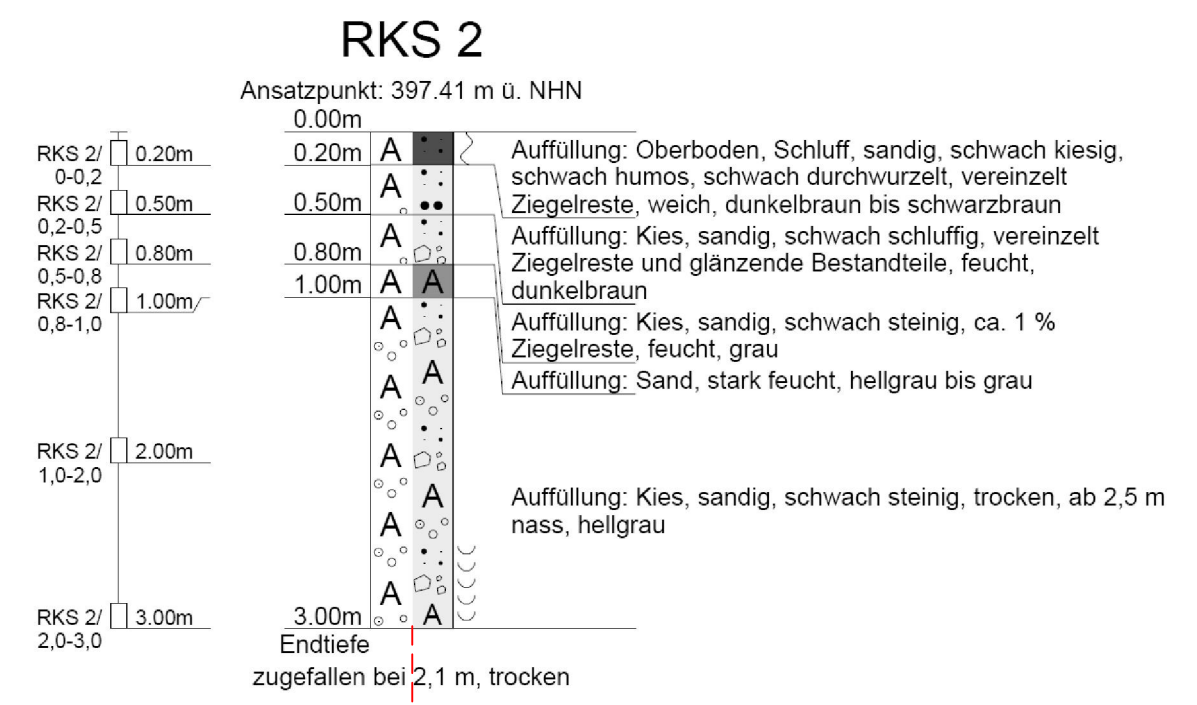 RKS 2
Ansatzpunkt: 397.41 m ü. NHN
RKS 2/ 0.20m
0-0,2
RKS 2/ 0.50m
0,2-0,5
RKS 2/ 0.80m
0,5-0,8
RKS 2/ 1.00m
0,8-1,0
RKS 2/ 2.00m
1,0-2,0
RKS 2/ 3.00m
2,0-3,0
0.00m
0.20m A
A
0.50m
A
0.80m
1.00m A A
A
A
A
A
A
A
A
3.00m A
Endtiefe
zugefallen bei 2,1 m, trocken
Auffüllung: Oberboden, Schluff, sandig, schwach kiesig,
schwach humos, schwach durchwurzelt, vereinzelt
Ziegelreste, weich, dunkelbraun bis schwarzbraun
Auffüllung: Kies, sandig, schwach schluffig, vereinzelt
Ziegelreste und glänzende Bestandteile, feucht,
dunkelbraun
Auffüllung: Kies, sandig, schwach steinig, ca. 1 %
Ziegelreste, feucht, grau
Auffüllung: Sand, stark feucht, hellgrau bis grau
Auffüllung: Kies, sandig, schwach steinig, trocken, ab 2,5 m
nass, hellgrau